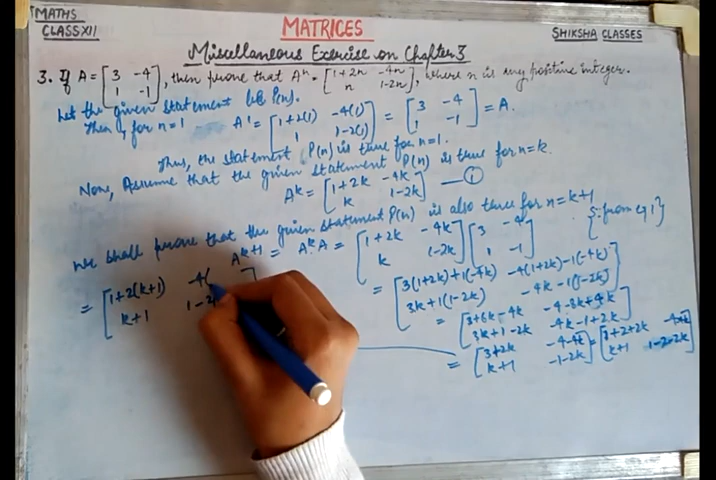 MATHS
CLASS XII
MATRICES
SHIKSHA CLASSES
Miscellaneous Exercise on Chapter 3
3. If A = [3 -4; 1 -1], then prove that Aⁿ = [1+2n -4n; n 1-2n], where n is any positive integer.
Let the given statement be P(n).
Then, for n=1 A¹ = [1+2(1) -4(1); 1 1-2(1)] = [3 -4; 1 -1] = A.
Thus, the statement P(n) is true for n=1.
Now, Assume that the given statement P(n) is true for n=k.
Aᵏ = [1+2k -4k; k 1-2k] — ①
We shall prove that the given statement P(n) is also true for n=k+1
Aᵏ⁺¹ = Aᵏ.A = [1+2k -4k; k 1-2k] [3 -4; 1 -1] {from eq 1}
= [3(1+2k)+1(-4k) -4(1+2k)-1(-4k); 3k+1(1-2k) -4k-1(1-2k)]
= [3+6k-4k -4-8k+4k; 3k+1-2k -4k-1+2k]
= [3+2k -4-4k; k+1 -1-2k] = [1+2+2k -4-4k; k+1 1-2-2k]
= [1+2(k+1) -4(; k+1 1-2